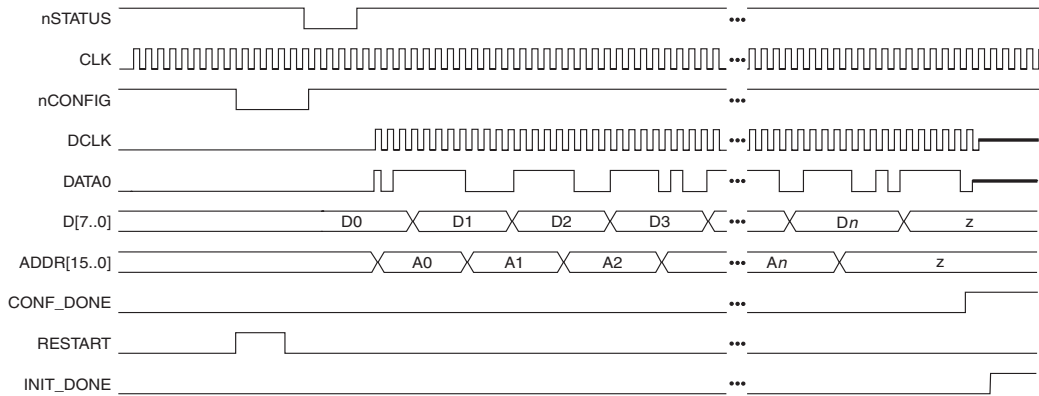 nSTATUS
CLK
nCONFIG
DCLK
DATA0
D[7..0] D0 D1 D2 D3 Dn z
ADDR[15..0] A0 A1 A2 An z
CONF_DONE
RESTART
INIT_DONE